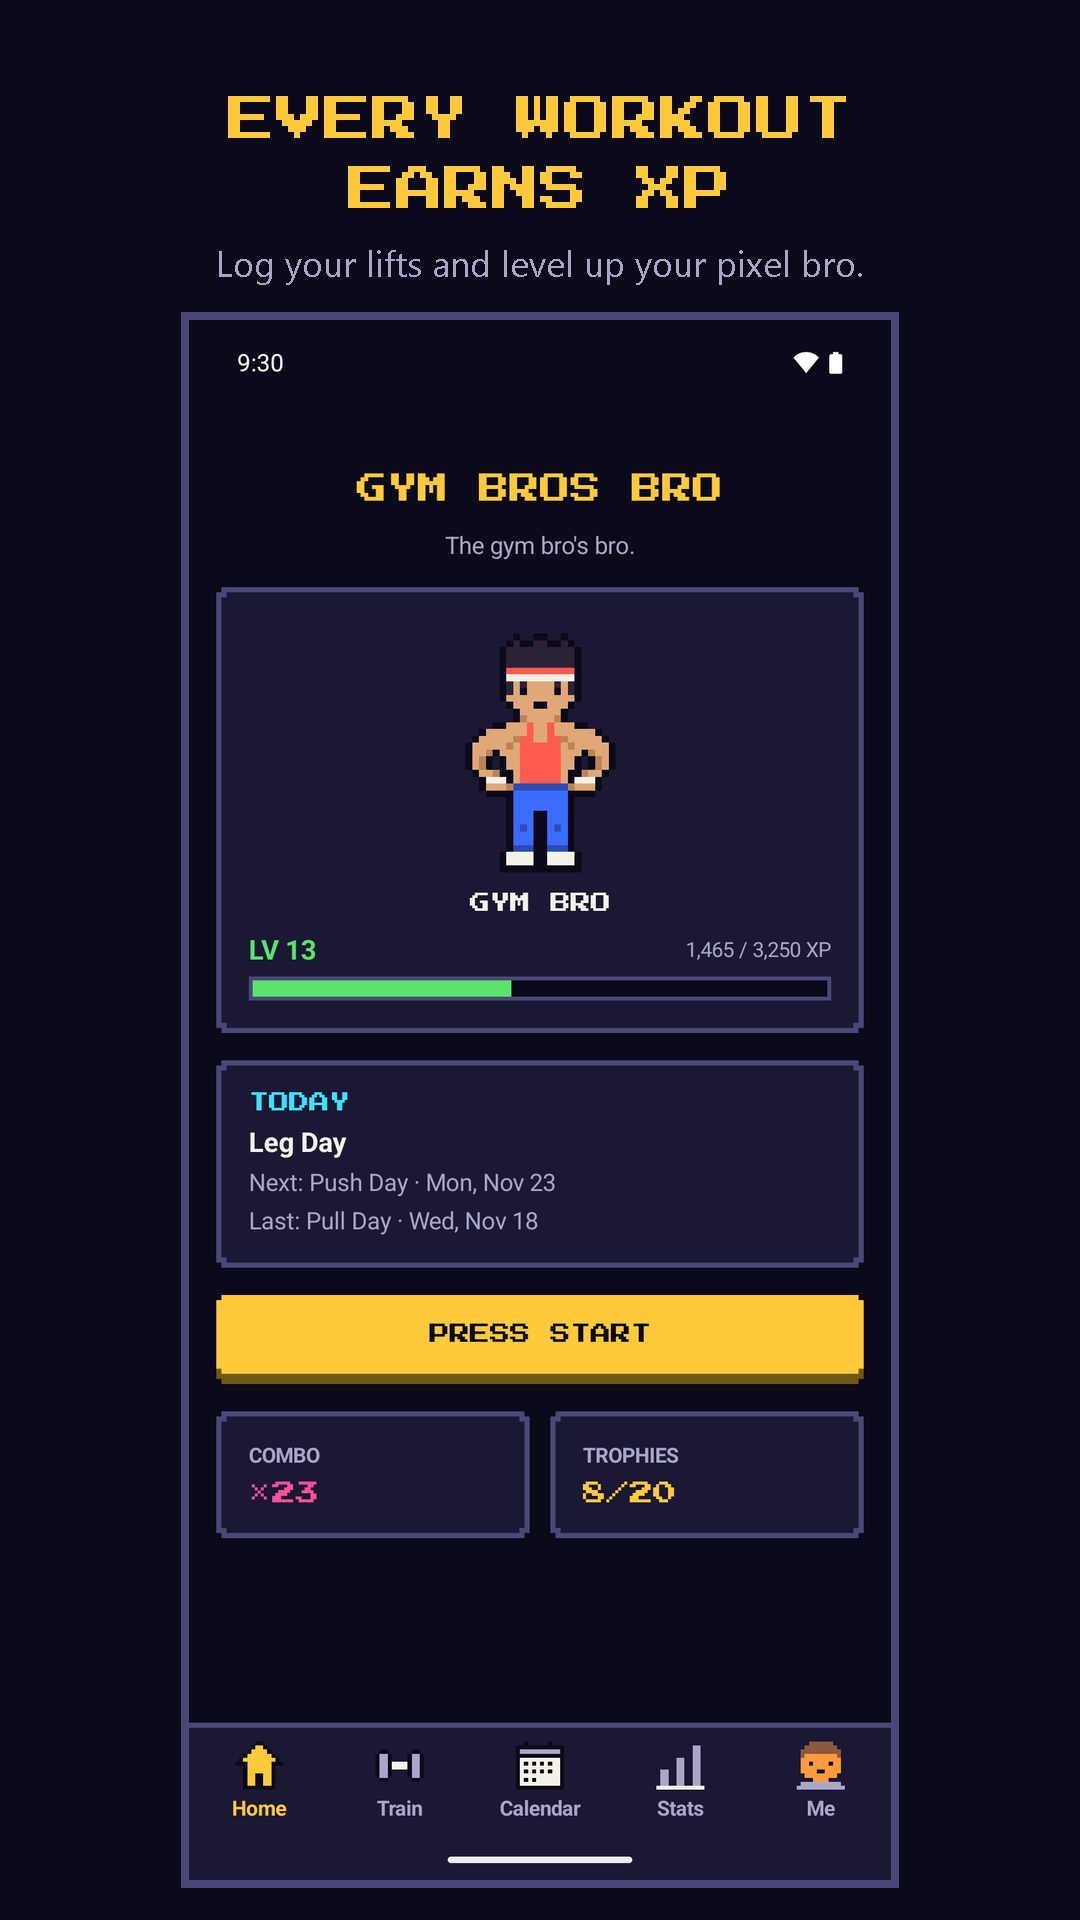 EVERY WORKOUT
EARNS XP
Log your lifts and level up your pixel bro.
9:30
GYM BROS BRO
The gym bro's bro.
GYM BRO
LV 13
1,465 / 3,250 XP
TODAY
Leg Day
Next: Push Day · Mon, Nov 23
Last: Pull Day · Wed, Nov 18
PRESS START
COMBO
×23
TROPHIES
8/20
Home
Train
Calendar
Stats
Me